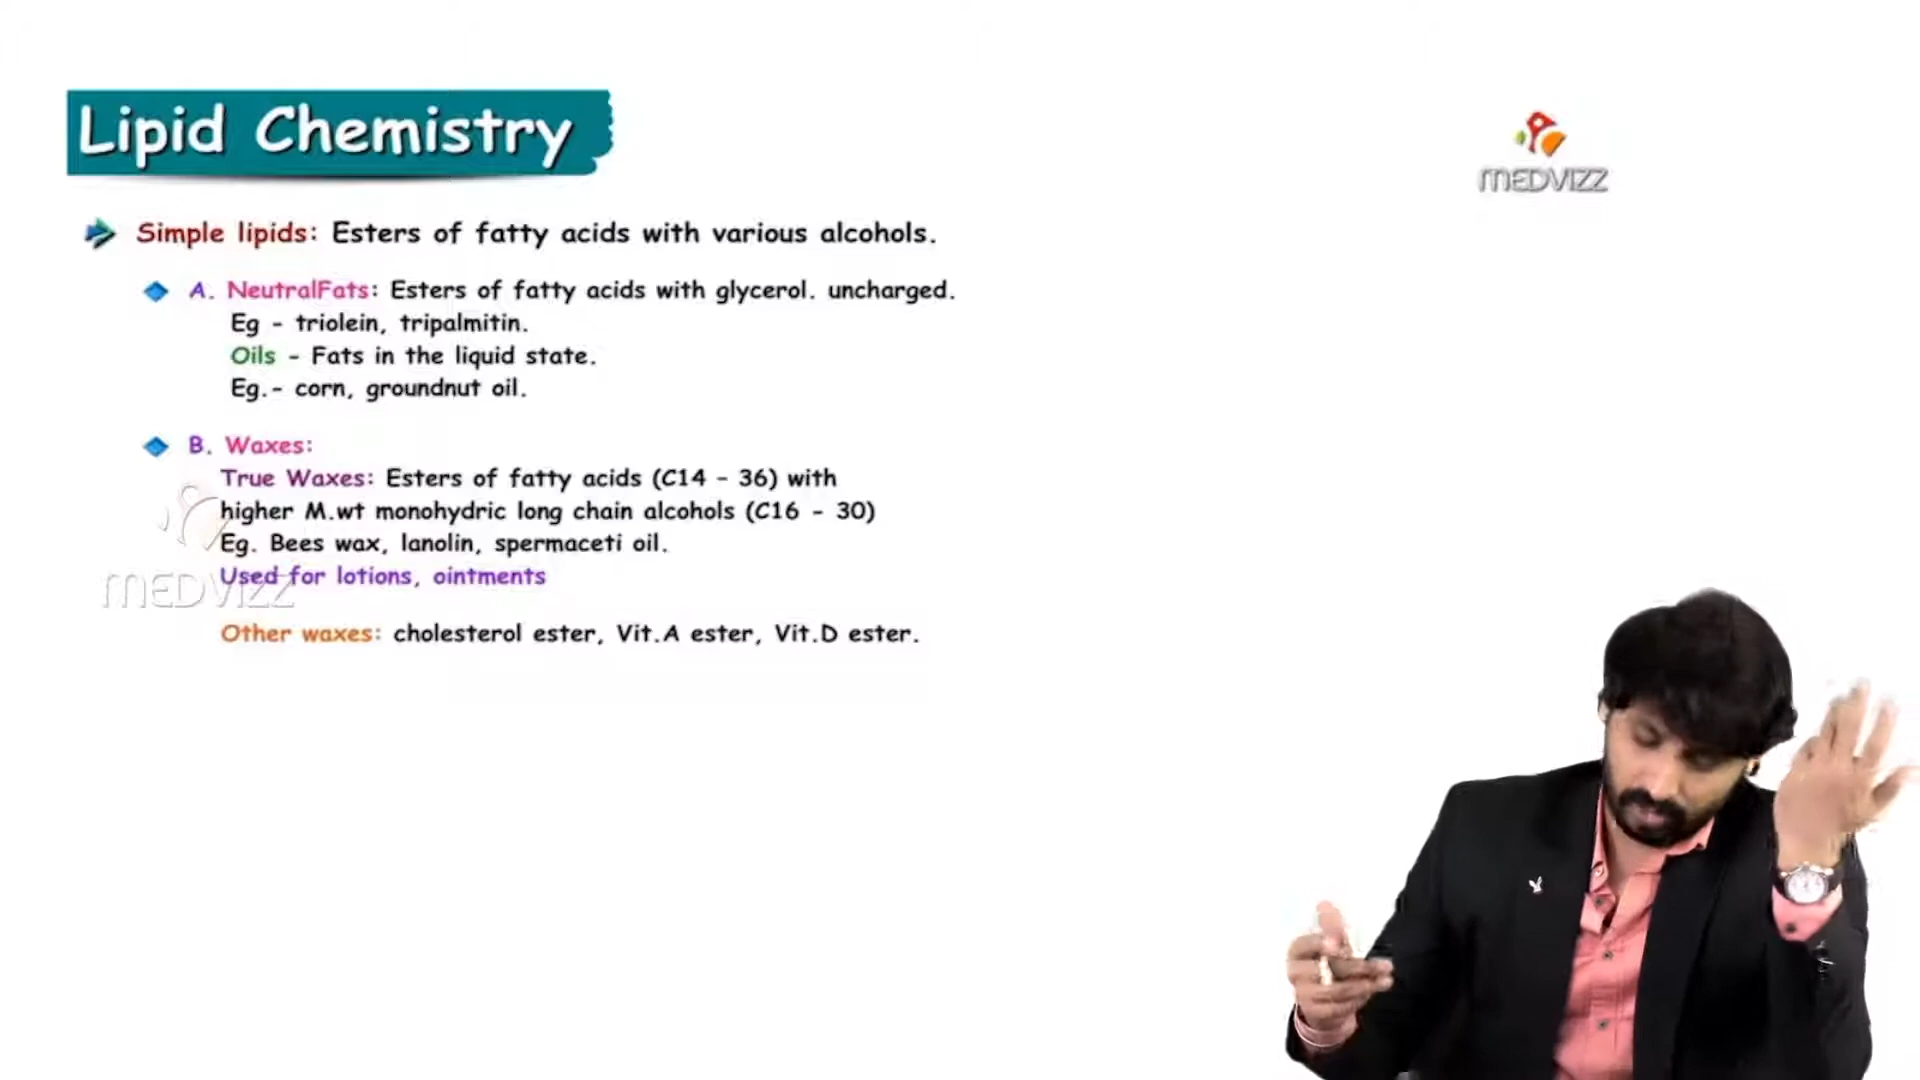 Lipid Chemistry
MEDVIZZ
Simple lipids: Esters of fatty acids with various alcohols.
A. NeutralFats: Esters of fatty acids with glycerol. uncharged.
Eg - triolein, tripalmitin.
Oils - Fats in the liquid state.
Eg.- corn, groundnut oil.
B. Waxes:
True Waxes: Esters of fatty acids (C14 - 36) with
higher M.wt monohydric long chain alcohols (C16 - 30)
Eg. Bees wax, lanolin, spermaceti oil.
Used for lotions, ointments
MEDVIZZ
Other waxes: cholesterol ester, Vit.A ester, Vit.D ester.